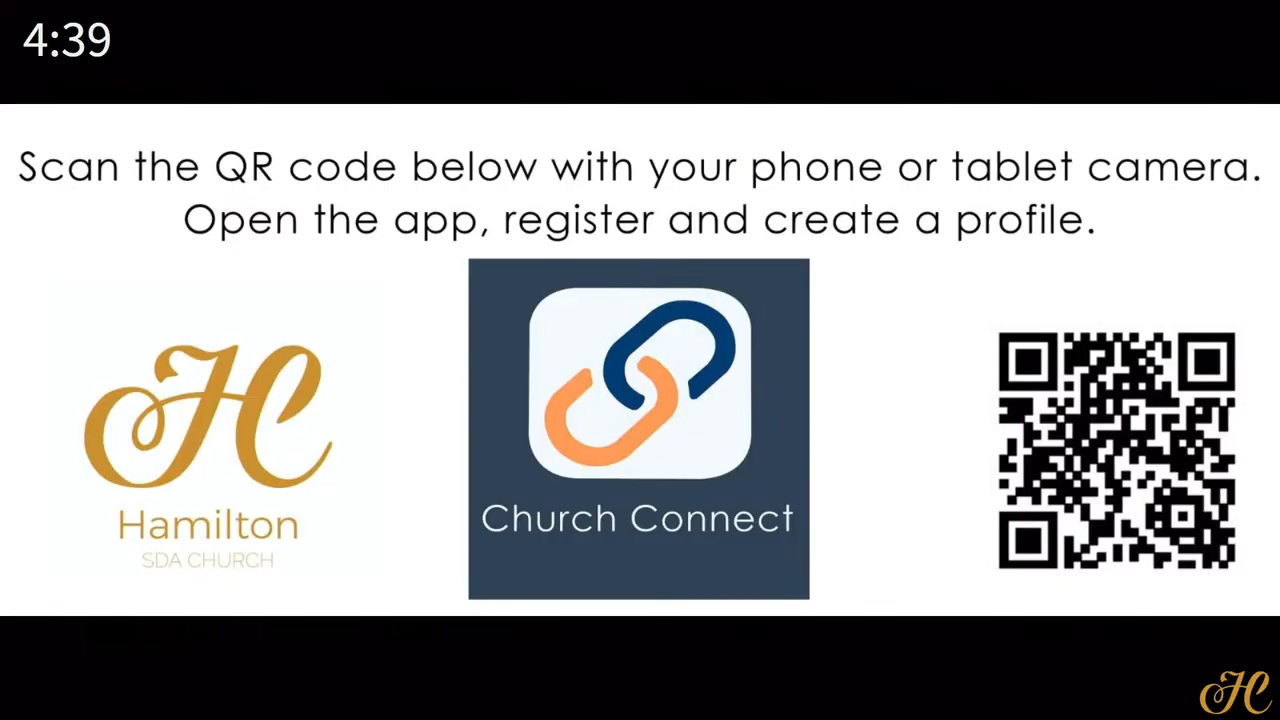 4:39
Scan the QR code below with your phone or tablet camera.
Open the app, register and create a profile.
H
Hamilton
SDA CHURCH
Church Connect
H